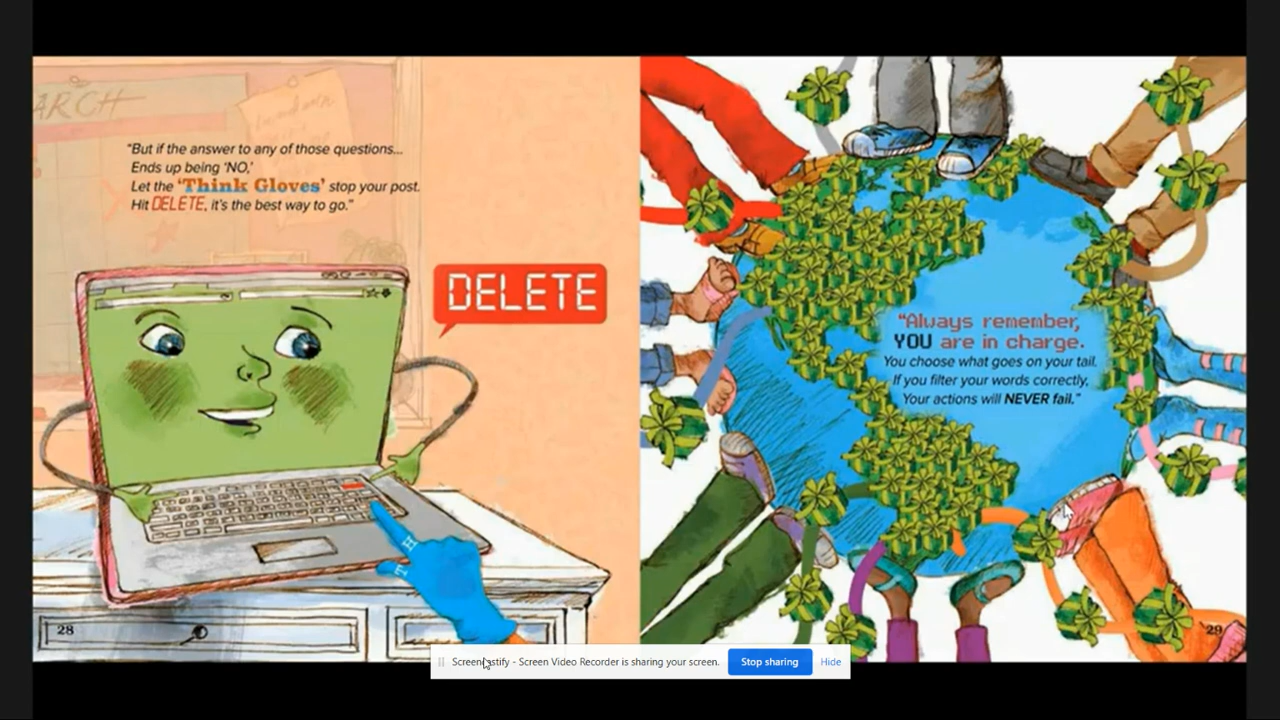 ARCH
"But if the answer to any of those questions...
Ends up being 'NO,'
Let the 'Think Gloves' stop your post.
Hit DELETE, it's the best way to go."
DELETE
28
"Always remember,
YOU are in charge.
You choose what goes on your tail.
If you filter your words correctly,
Your actions will NEVER fail."
29
Screencastify - Screen Video Recorder is sharing your screen.
Stop sharing
Hide